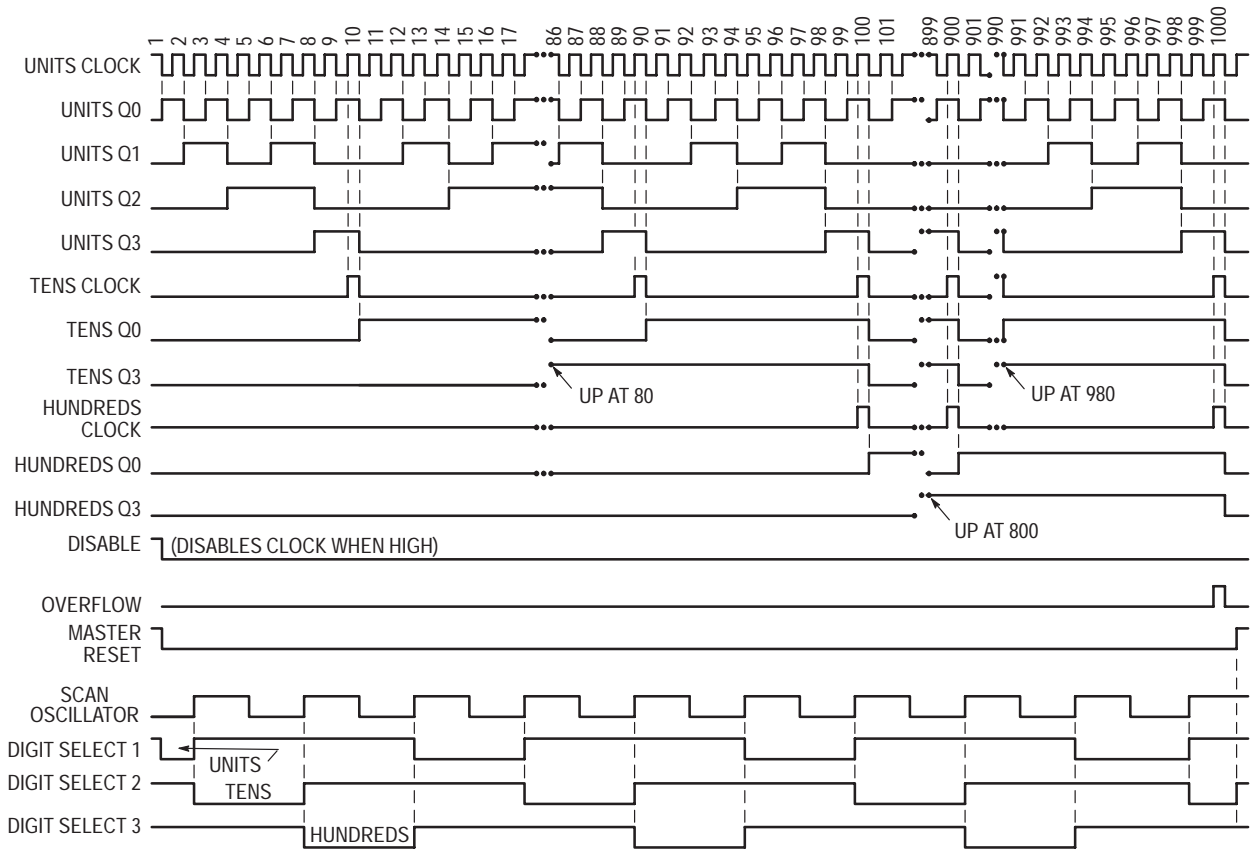 1 2 3 4 5 6 7 8 9 10 11 12 13 14 15 16 17 86 87 88 89 90 91 92 93 94 95 96 97 98 99 100 101 899 900 901 990 991 992 993 994 995 996 997 998 999 1000
UNITS CLOCK
UNITS Q0
UNITS Q1
UNITS Q2
UNITS Q3
TENS CLOCK
TENS Q0
TENS Q3
UP AT 80
UP AT 980
HUNDREDS
CLOCK
HUNDREDS Q0
HUNDREDS Q3
UP AT 800
DISABLE
(DISABLES CLOCK WHEN HIGH)
OVERFLOW
MASTER
RESET
SCAN
OSCILLATOR
DIGIT SELECT 1
UNITS
DIGIT SELECT 2
TENS
DIGIT SELECT 3
HUNDREDS